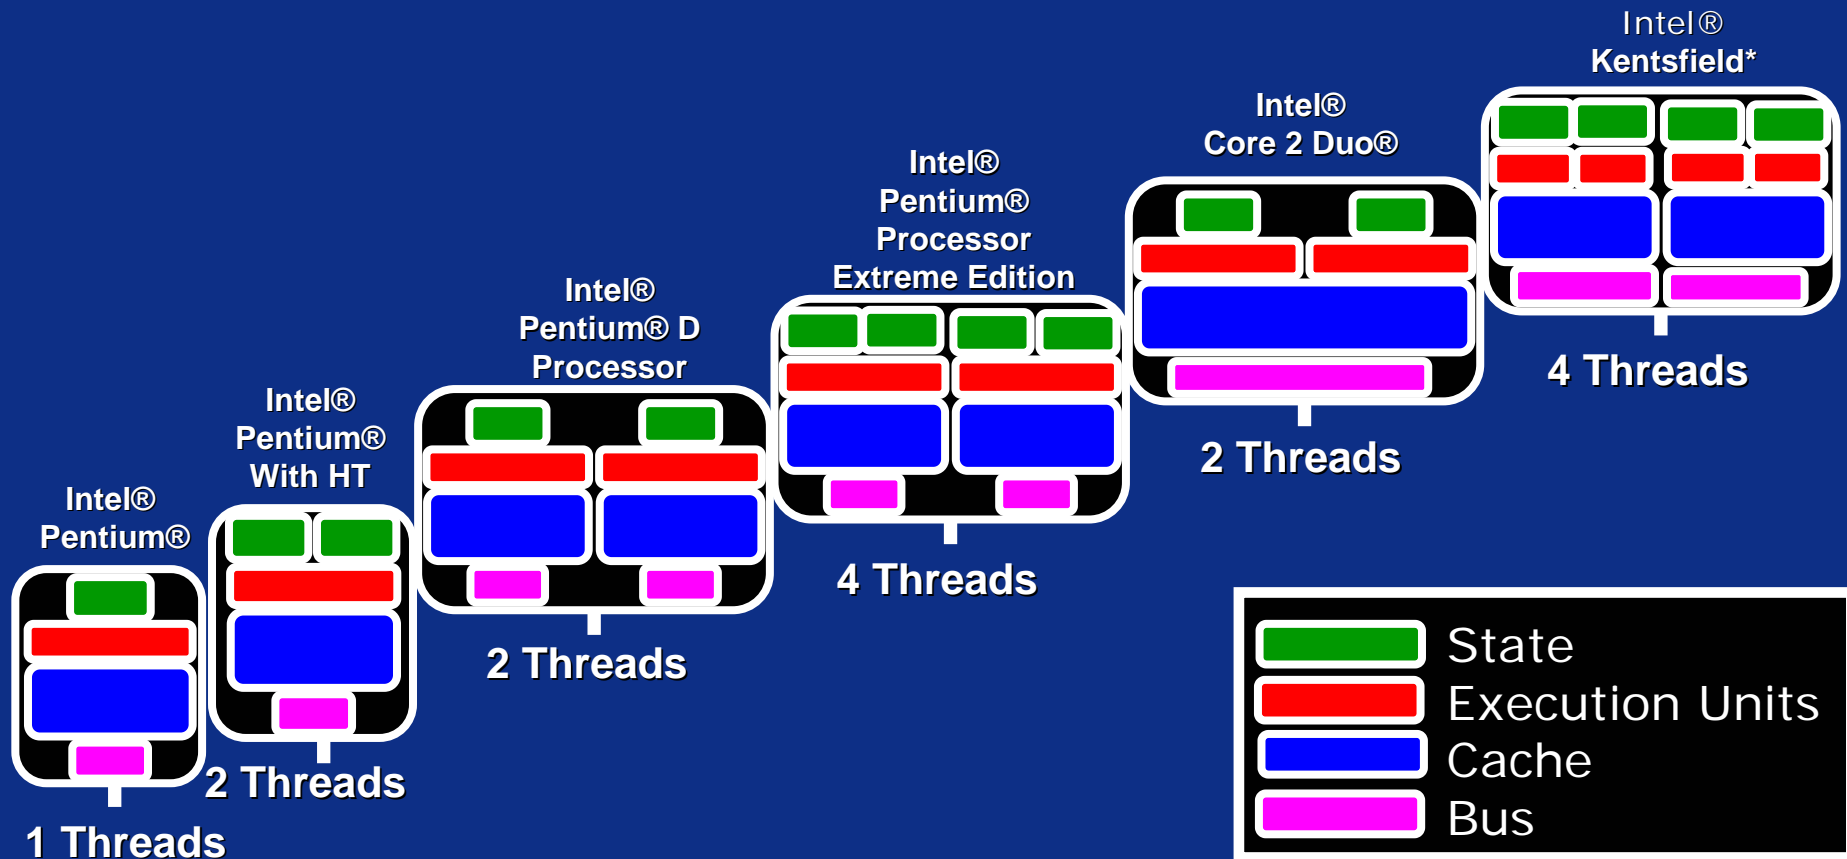 Intel®
Pentium®
1 Threads
Intel®
Pentium®
With HT
2 Threads
Intel®
Pentium® D
Processor
2 Threads
Intel®
Pentium®
Processor
Extreme Edition
4 Threads
Intel®
Core 2 Duo®
2 Threads
Intel®
Kentsfield*
4 Threads
State
Execution Units
Cache
Bus